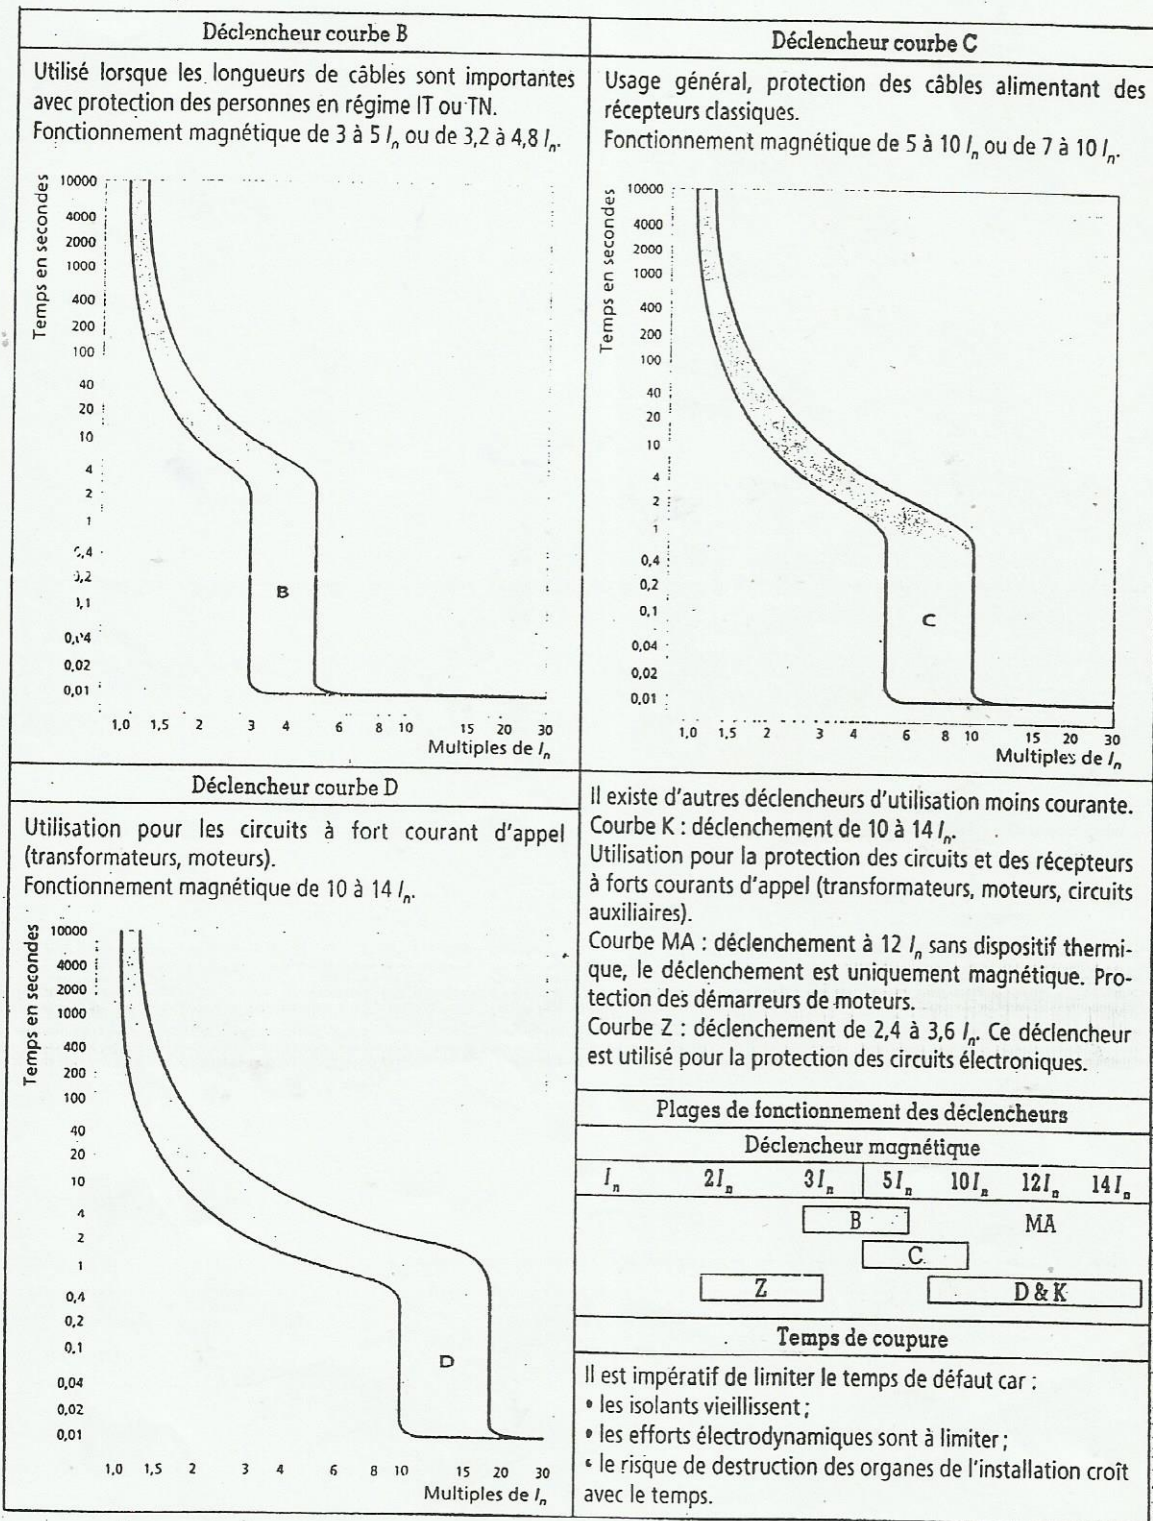 Déclencheur courbe B
Utilisé lorsque les longueurs de câbles sont importantes
avec protection des personnes en régime IT ou TN.
Fonctionnement magnétique de 3 à 5 Iₙ ou de 3,2 à 4,8 Iₙ.
Temps en secondes
10000
4000
2000
1000
400
200
100
40
20
10
4
2
1
0,02
0,01
B
1,0 1,5 2 3 4 6 8 10 15 20 30
Multiples de Iₙ
Déclencheur courbe C
Usage général, protection des câbles alimentant des
récepteurs classiques.
Fonctionnement magnétique de 5 à 10 Iₙ ou de 7 à 10 Iₙ.
Temps en secondes
10000
4000
2000
1000
400
200
100
40
20
10
4
2
1
0,4
0,2
0,1
0,04
0,02
0,01
C
1,0 1,5 2 3 4 6 8 10 15 20 30
Multiples de Iₙ
Déclencheur courbe D
Utilisation pour les circuits à fort courant d'appel
(transformateurs, moteurs).
Fonctionnement magnétique de 10 à 14 Iₙ.
Temps en secondes
10000
4000
2000
1000
400
200
100
40
20
10
4
2
1
0,4
0,2
0,1
0,04
0,02
0,01
D
1,0 1,5 2 3 4 6 8 10 15 20 30
Multiples de Iₙ
Il existe d'autres déclencheurs d'utilisation moins courante.
Courbe K : déclenchement de 10 à 14 Iₙ.
Utilisation pour la protection des circuits et des récepteurs
à forts courants d'appel (transformateurs, moteurs, circuits
auxiliaires).
Courbe MA : déclenchement à 12 Iₙ sans dispositif thermi-
que, le déclenchement est uniquement magnétique. Pro-
tection des démarreurs de moteurs.
Courbe Z : déclenchement de 2,4 à 3,6 Iₙ. Ce déclencheur
est utilisé pour la protection des circuits électroniques.
Plages de fonctionnement des déclencheurs
Déclencheur magnétique
Iₙ 2Iₙ 3Iₙ 5Iₙ 10Iₙ 12Iₙ 14Iₙ
B MA
C
Z D & K
Temps de coupure
Il est impératif de limiter le temps de défaut car :
• les isolants vieillissent ;
• les efforts électrodynamiques sont à limiter ;
• le risque de destruction des organes de l'installation croît
avec le temps.